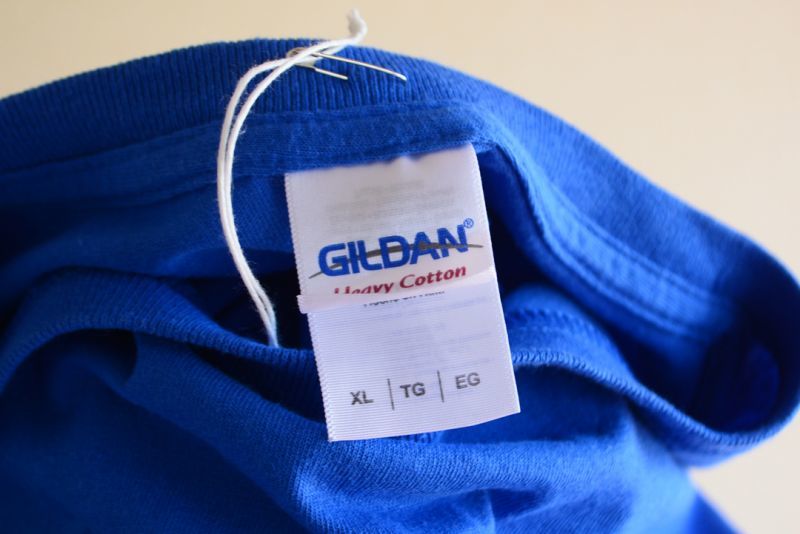 GILDAN®
Heavy Cotton
XL | TG | EG